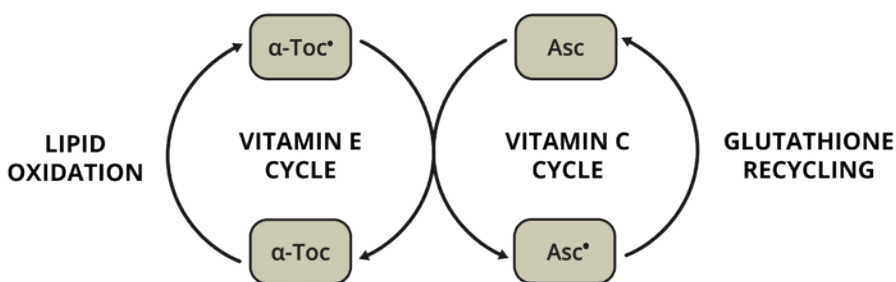 α-Toc•
Asc
LIPID
OXIDATION
VITAMIN E
CYCLE
VITAMIN C
CYCLE
GLUTATHIONE
RECYCLING
α-Toc
Asc•